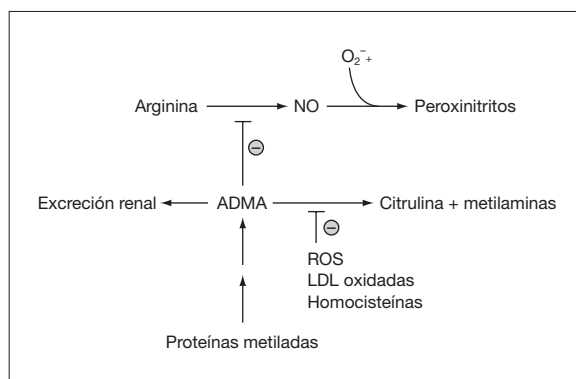 O₂⁻₊
Arginina NO Peroxinitritos
⊖
Excreción renal ADMA Citrulina + metilaminas
⊖
ROS
LDL oxidadas
Homocisteínas
Proteínas metiladas